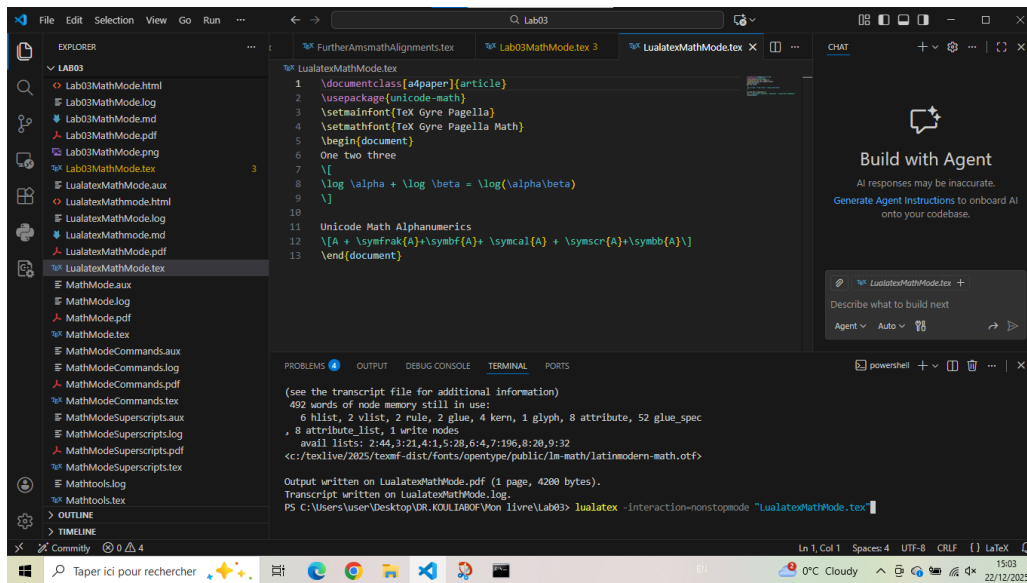 File Edit Selection View Go Run ···
Lab03
EXPLORER ···
FurtherAmsmathAlignments.tex
Lab03MathMode.tex 3
LualatexMathMode.tex
CHAT
LAB03
Lab03MathMode.html
Lab03MathMode.log
Lab03MathMode.md
Lab03MathMode.pdf
Lab03MathMode.png
Lab03MathMode.tex 3
LualatexMathMode.aux
LualatexMathmode.html
LualatexMathMode.log
LualatexMathmode.md
LualatexMathMode.pdf
LualatexMathMode.tex
MathMode.aux
MathMode.log
MathMode.pdf
MathMode.tex
MathModeCommands.aux
MathModeCommands.log
MathModeCommands.pdf
MathModeCommands.tex
MathModeSuperscripts.aux
MathModeSuperscripts.log
MathModeSuperscripts.pdf
MathModeSuperscripts.tex
Mathtools.log
Mathtools.tex
OUTLINE
TIMELINE
LualatexMathMode.tex
1 \documentclass[a4paper]{article}
2 \usepackage{unicode-math}
3 \setmainfont{TeX Gyre Pagella}
4 \setmathfont{TeX Gyre Pagella Math}
5 \begin{document}
6 One two three
7 \[
8 \log \alpha + \log \beta = \log(\alpha\beta)
9 \]
10
11 Unicode Math Alphanumerics
12 \[A + \symfrak{A}+\symbf{A}+ \symcal{A} + \symscr{A}+\symbb{A}\]
13 \end{document}
Build with Agent
AI responses may be inaccurate.
Generate Agent Instructions to onboard AI
onto your codebase.
LualatexMathMode.tex
Describe what to build next
Agent Auto
PROBLEMS 4 OUTPUT DEBUG CONSOLE TERMINAL PORTS
powershell
(see the transcript file for additional information)
492 words of node memory still in use:
6 hlist, 2 vlist, 2 rule, 2 glue, 4 kern, 1 glyph, 8 attribute, 52 glue_spec
, 8 attribute_list, 1 write nodes
avail lists: 2:44,3:21,4:1,5:28,6:4,7:196,8:20,9:32
<c:/texlive/2025/texmf-dist/fonts/opentype/public/lm-math/latinmodern-math.otf>
Output written on LualatexMathMode.pdf (1 page, 4200 bytes).
Transcript written on LualatexMathMode.log.
PS C:\Users\user\Desktop\DR.KOULIABOF\Mon livre\Lab03> lualatex -interaction=nonstopmode "LualatexMathMode.tex"
Commitly 0 4
Ln 1, Col 1 Spaces: 4 UTF-8 CRLF {} LaTeX
Taper ici pour rechercher
EN
2
0°C Cloudy
15:03
22/12/2025